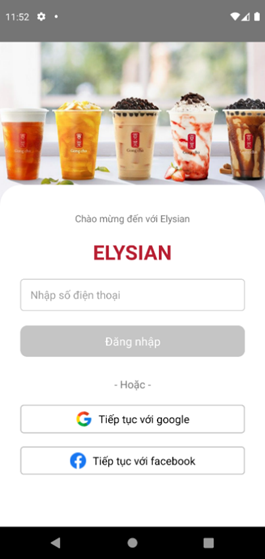 11:52
Chào mừng đến với Elysian
ELYSIAN
Nhập số điện thoại
Đăng nhập
- Hoặc -
Tiếp tục với google
Tiếp tục với facebook